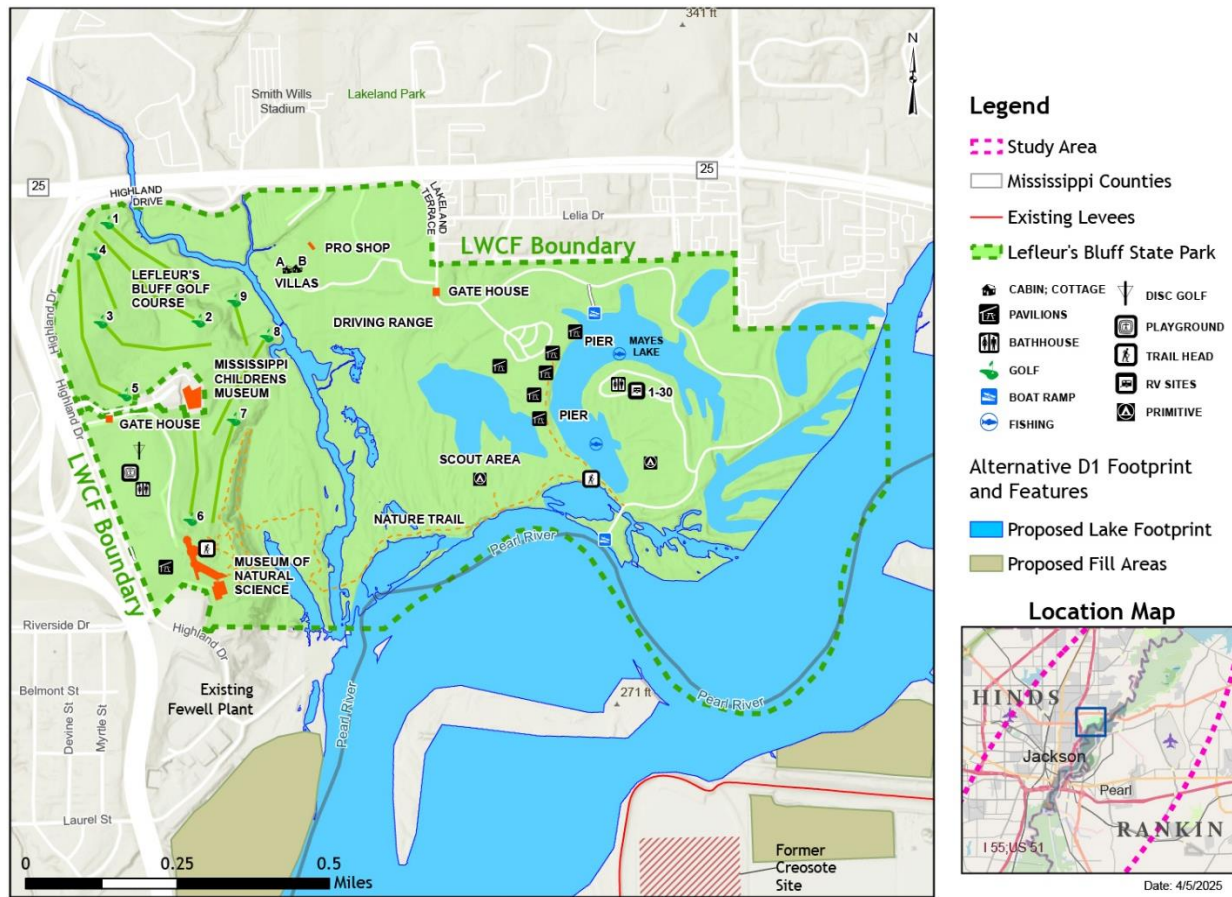 341 ft
N
Smith Wills
Stadium
Lakeland Park
25
25
HIGHLAND
DRIVE
LAKELAND
TERRACE
Lelia Dr
1
4
PRO SHOP
LWCF Boundary
A
B
VILLAS
LEFLEUR'S
BLUFF GOLF
COURSE
9
GATE HOUSE
3
2
8
DRIVING RANGE
PIER
MAYES
LAKE
Highland Dr
Highland Dr
MISSISSIPPI
CHILDRENS
MUSEUM
5
7
1-30
GATE HOUSE
PIER
LWCF Boundary
SCOUT AREA
6
NATURE TRAIL
MUSEUM OF
NATURAL
SCIENCE
Pearl River
Riverside Dr
Highland Dr
Belmont St
Devine St
Myrtle St
Existing
Fewell Plant
Pearl River
271 ft
Pearl River
Laurel St
0
0.25
0.5
Miles
Former
Creosote
Site
Legend
Study Area
Mississippi Counties
Existing Levees
Lefleur's Bluff State Park
CABIN; COTTAGE
PAVILIONS
BATHHOUSE
GOLF
BOAT RAMP
FISHING
DISC GOLF
PLAYGROUND
TRAIL HEAD
RV SITES
PRIMITIVE
Alternative D1 Footprint
and Features
Proposed Lake Footprint
Proposed Fill Areas
Location Map
HINDS
Jackson
Pearl
RANKIN
I 55;US 51
Date: 4/5/2025